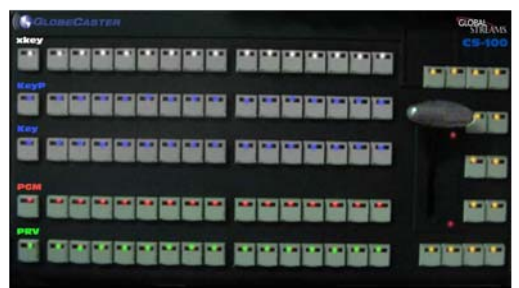 GLOBECASTER
GLOBAL
STREAMS
CS-100
xkey
KeyP
Key
PGM
PRV